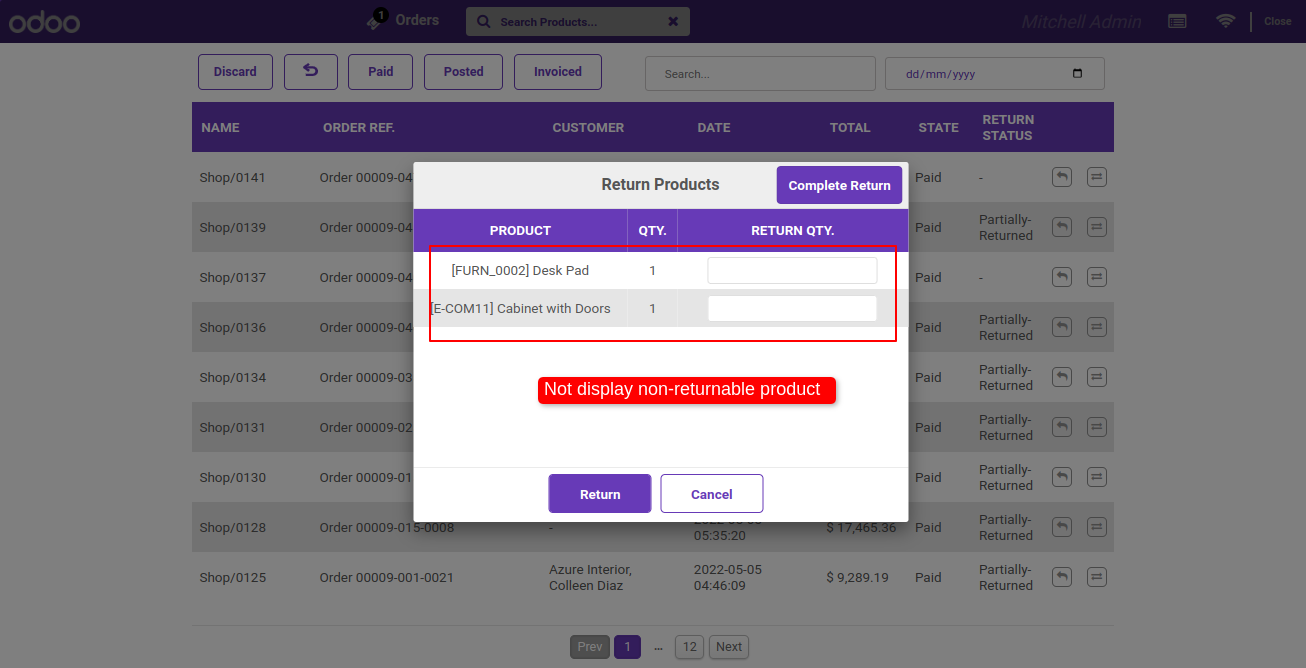 odoo
1
Orders
Search Products...
Mitchell Admin
Close
Discard
Paid
Posted
Invoiced
Search...
dd/mm/yyyy
NAME ORDER REF. CUSTOMER DATE TOTAL STATE RETURN STATUS
Shop/0141 Order 00009-04 Paid -
Shop/0139 Order 00009-04 Paid Partially-Returned
Shop/0137 Order 00009-04 Paid -
Shop/0136 Order 00009-04 Paid Partially-Returned
Shop/0134 Order 00009-03 Paid Partially-Returned
Shop/0131 Order 00009-02 Paid Partially-Returned
Shop/0130 Order 00009-01 Paid Partially-Returned
Shop/0128 Order 00009-015-0008 - 05:35:20 $ 17,465.36 Paid Partially-Returned
Shop/0125 Order 00009-001-0021 Azure Interior, Colleen Diaz 2022-05-05 04:46:09 $ 9,289.19 Paid Partially-Returned
Return Products
Complete Return
PRODUCT QTY. RETURN QTY.
[FURN_0002] Desk Pad 1
[E-COM11] Cabinet with Doors 1
Not display non-returnable product
Return
Cancel
Prev 1 ... 12 Next